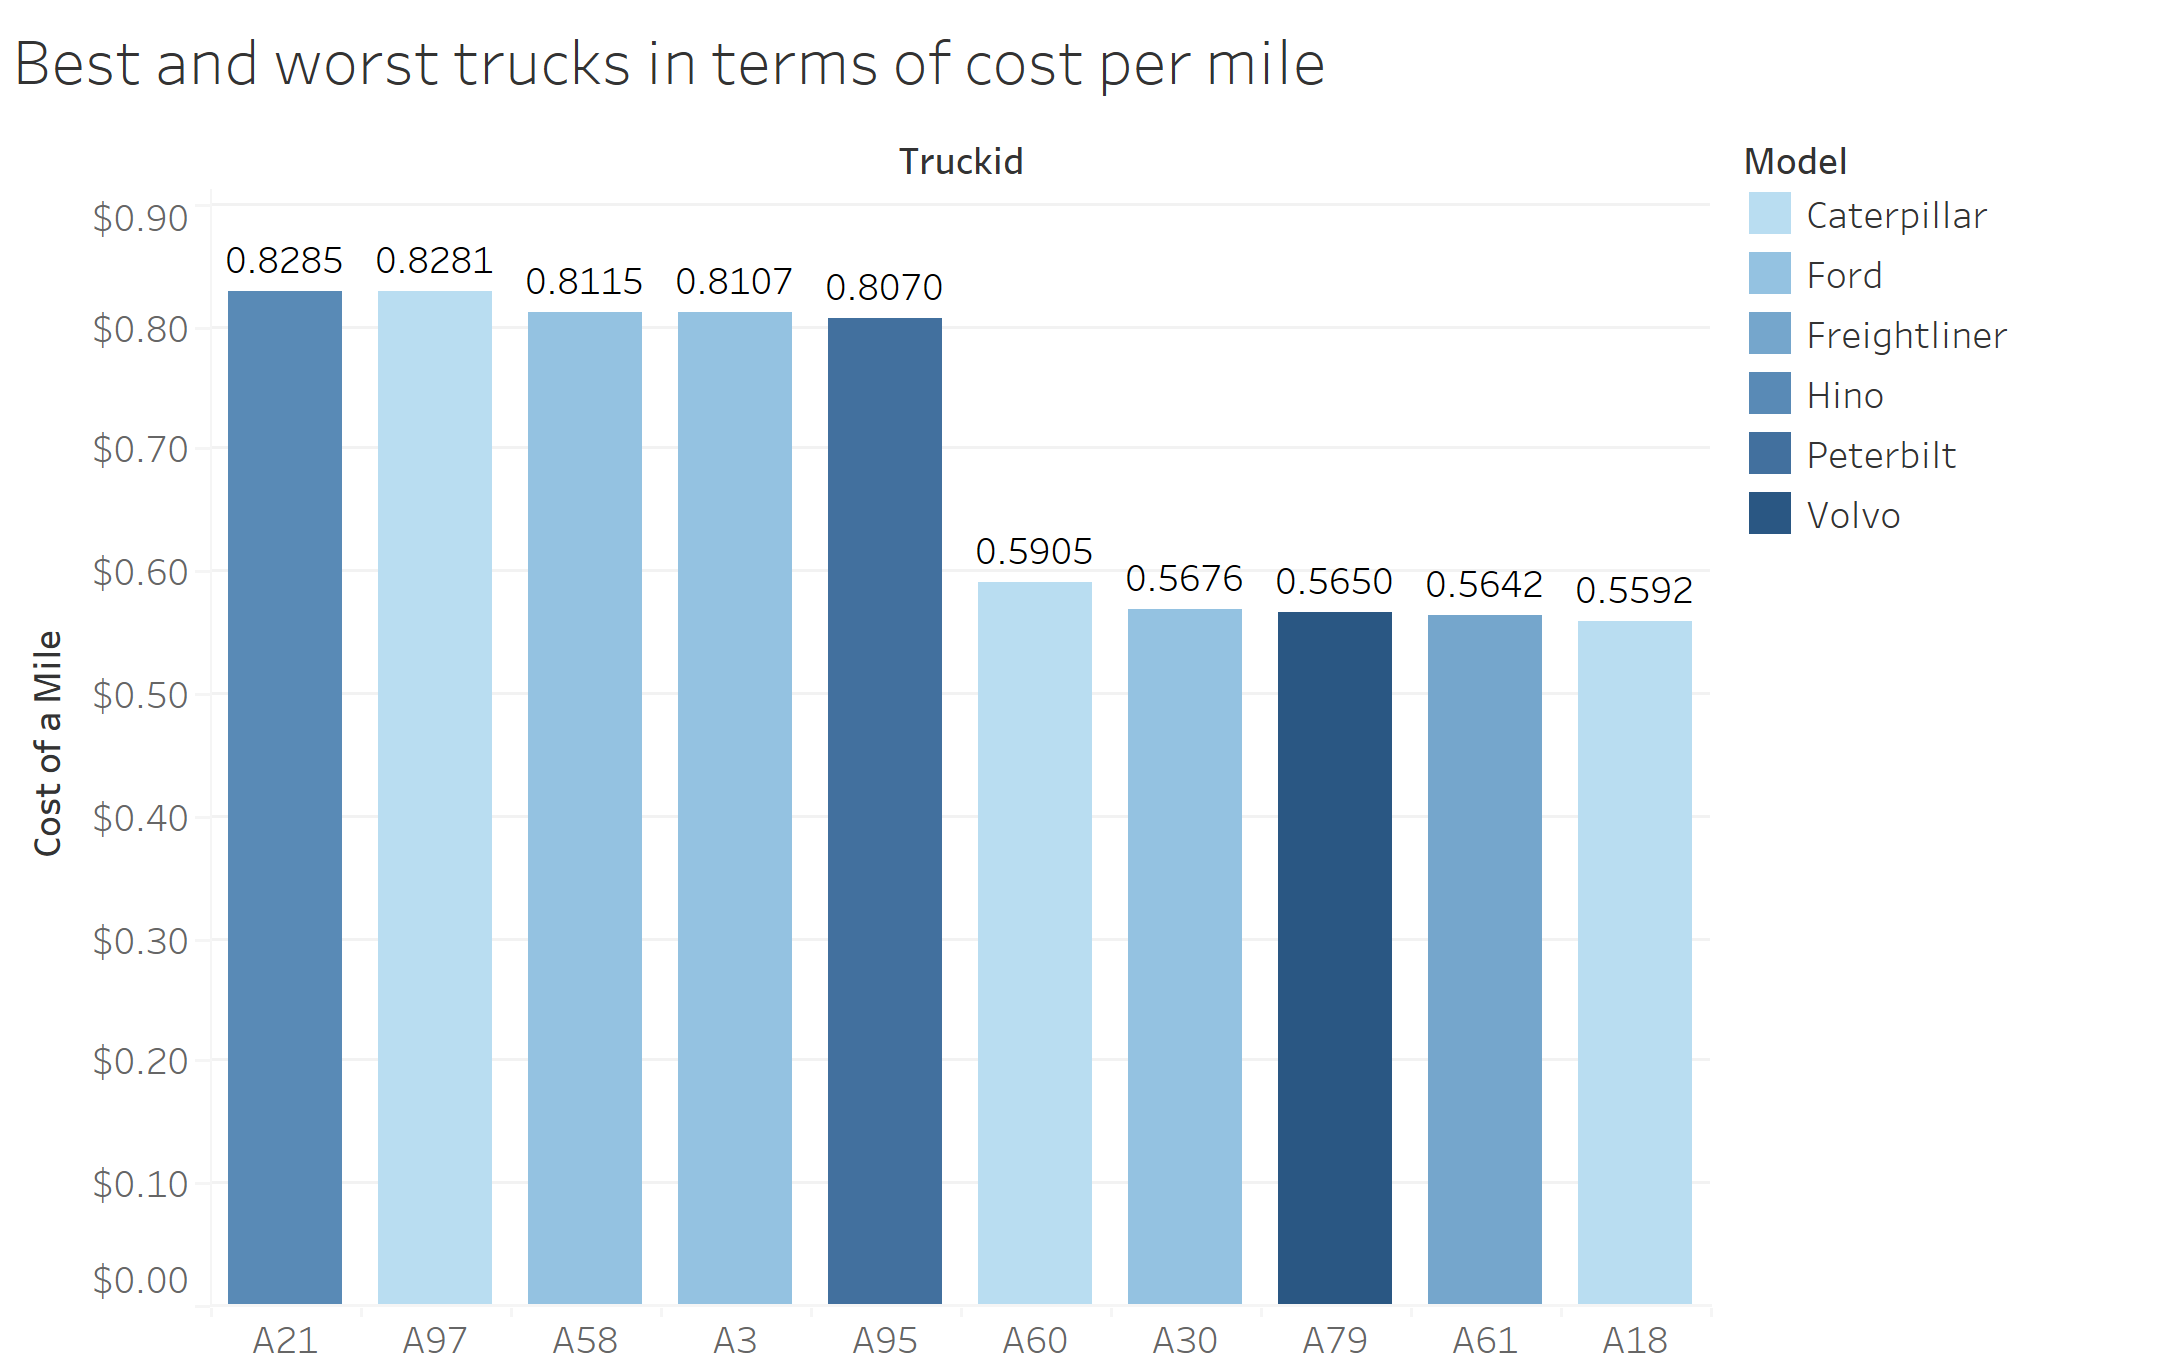 Best and worst trucks in terms of cost per mile
Truckid
Model
Caterpillar
Ford
Freightliner
Hino
Peterbilt
Volvo
Cost of a Mile
$0.90
$0.80
$0.70
$0.60
$0.50
$0.40
$0.30
$0.20
$0.10
$0.00
0.8285 0.8281 0.8115 0.8107 0.8070 0.5905 0.5676 0.5650 0.5642 0.5592
A21 A97 A58 A3 A95 A60 A30 A79 A61 A18